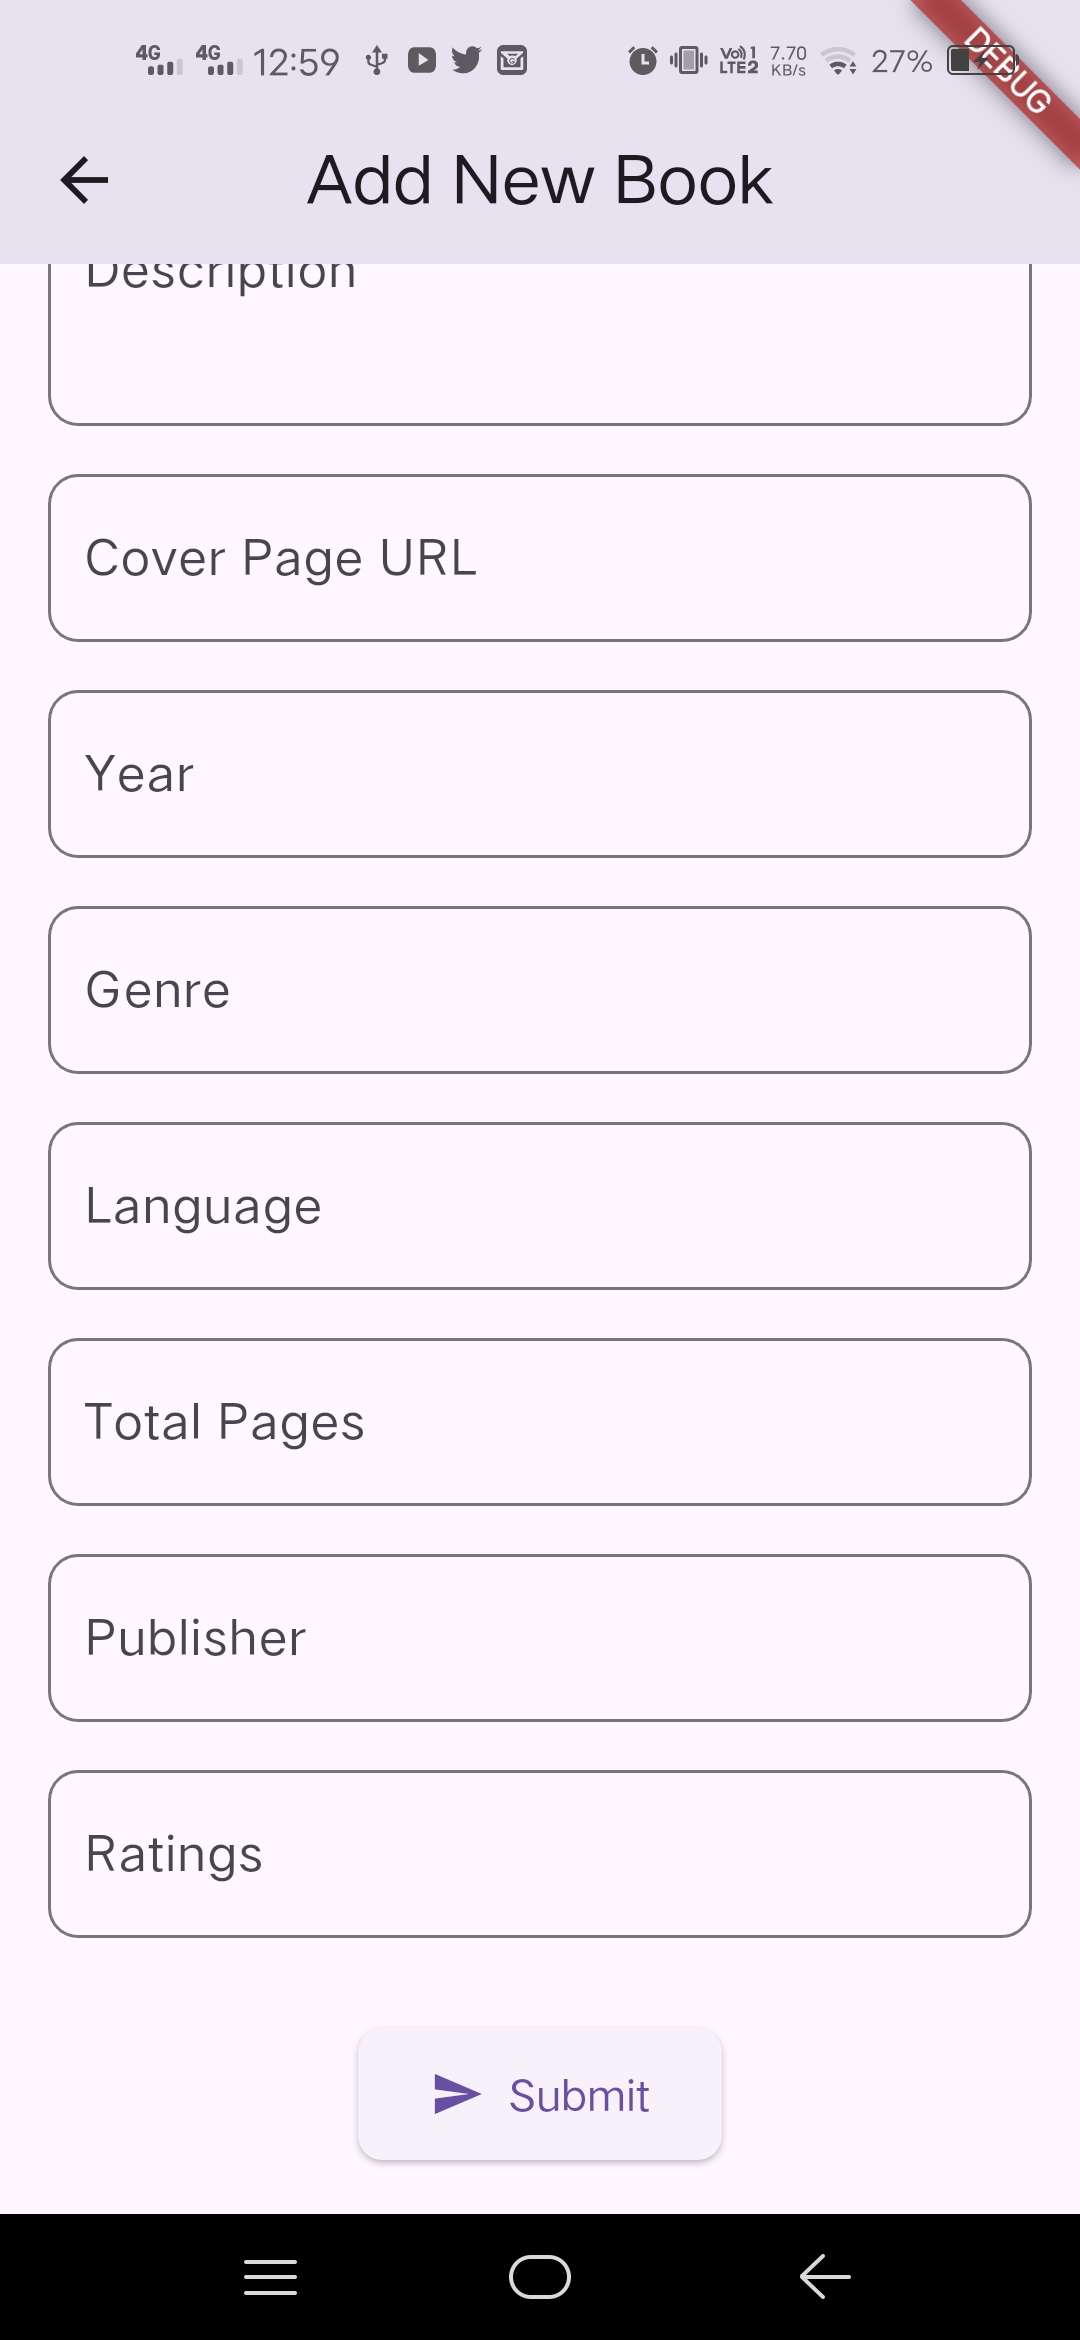 4G 4G 12:59 Vo)) 1 LTE2 7.70 KB/s 27%
DEBUG
Add New Book
Description
Cover Page URL
Year
Genre
Language
Total Pages
Publisher
Ratings
Submit